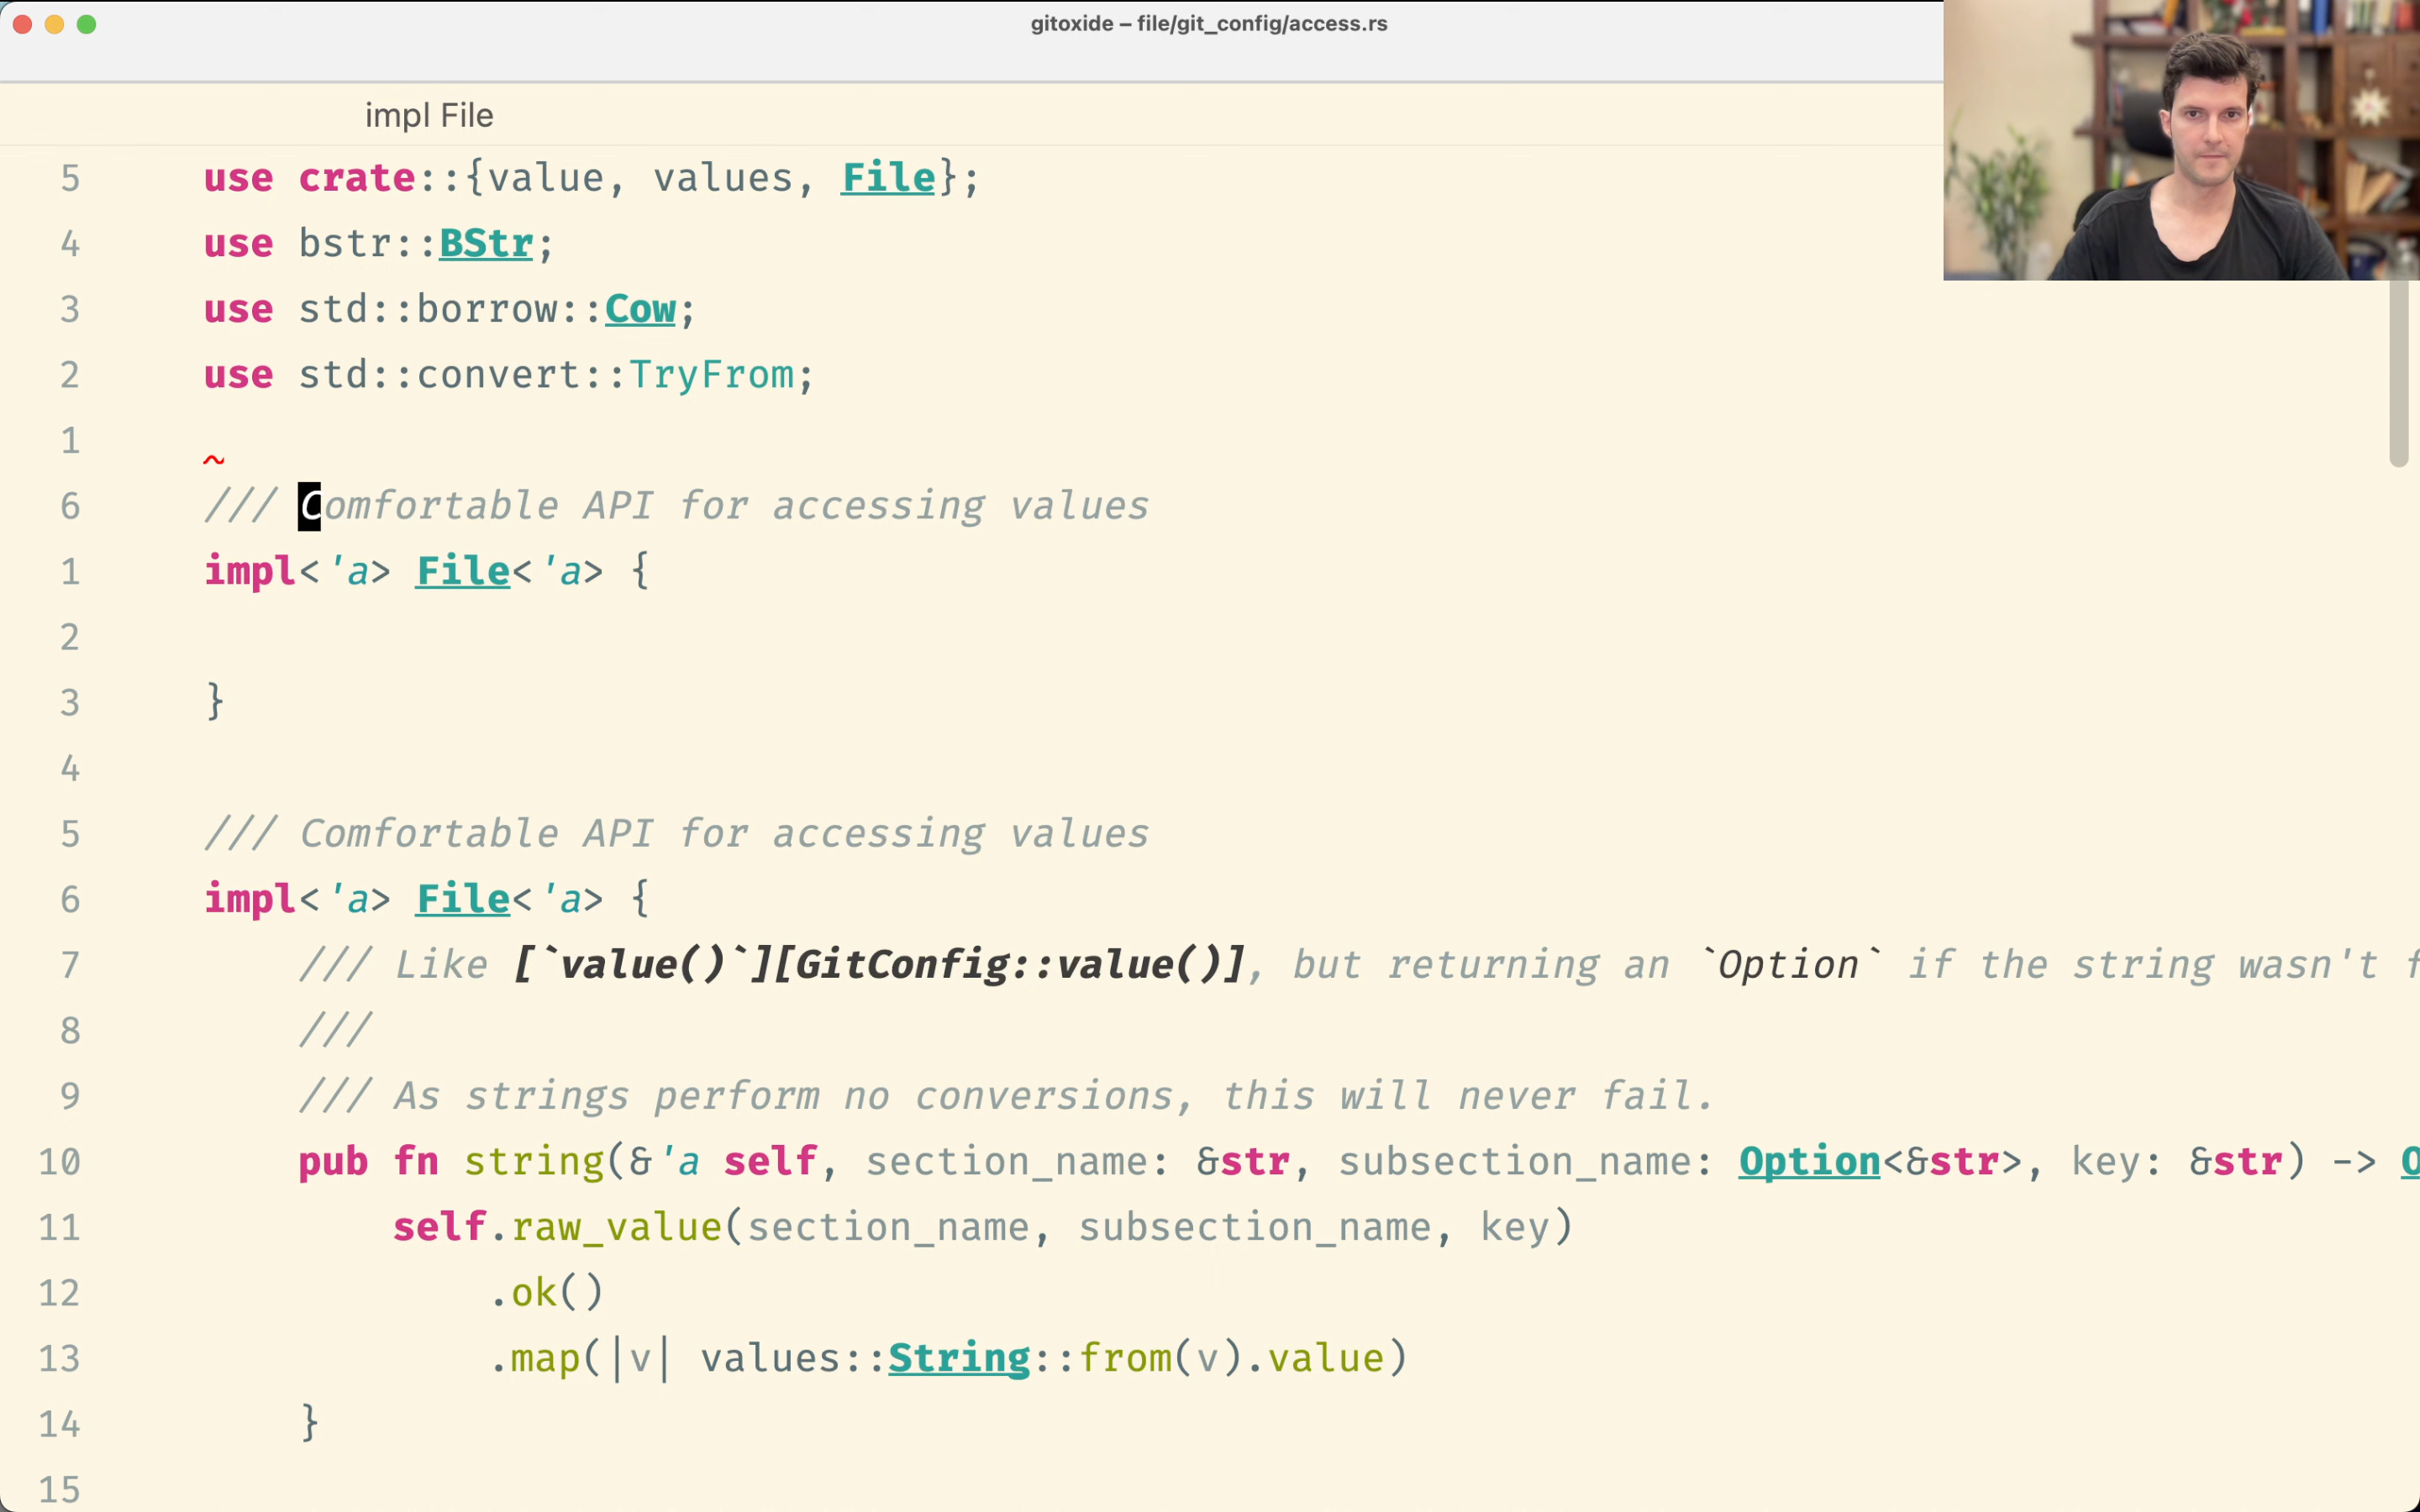 gitoxide – file/git_config/access.rs
impl File
5 use crate::{value, values, File};
4 use bstr::BStr;
3 use std::borrow::Cow;
2 use std::convert::TryFrom;
1
6 /// Comfortable API for accessing values
1 impl<'a> File<'a> {
2
3 }
4
5 /// Comfortable API for accessing values
6 impl<'a> File<'a> {
7 /// Like [`value()`][GitConfig::value()], but returning an `Option` if the string wasn't f
8 ///
9 /// As strings perform no conversions, this will never fail.
10 pub fn string(&'a self, section_name: &str, subsection_name: Option<&str>, key: &str) -> O
11 self.raw_value(section_name, subsection_name, key)
12 .ok()
13 .map(|v| values::String::from(v).value)
14 }
15